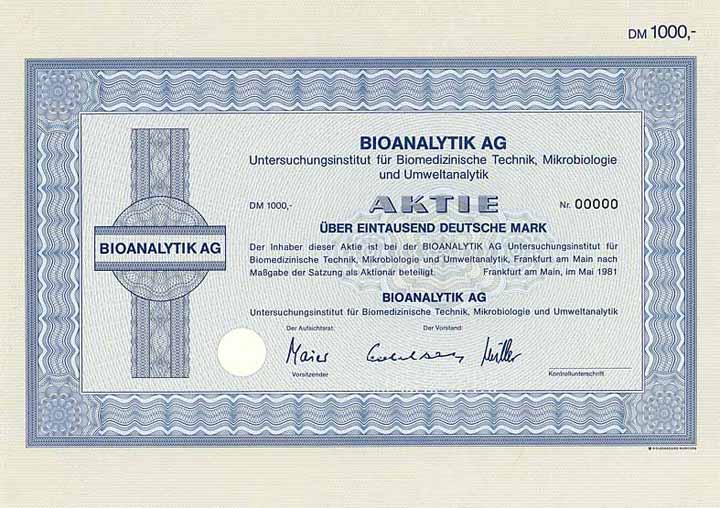 DM 1000,-
BIOANALYTIK AG
Untersuchungsinstitut für Biomedizinische Technik, Mikrobiologie
und Umweltanalytik
DM 1000,-
AKTIE
Nr. 00000
ÜBER EINTAUSEND DEUTSCHE MARK
BIOANALYTIK AG
Der Inhaber dieser Aktie ist bei der BIOANALYTIK AG Untersuchungsinstitut für
Biomedizinische Technik, Mikrobiologie und Umweltanalytik, Frankfurt am Main nach
Maßgabe der Satzung als Aktionär beteiligt.
Frankfurt am Main, im Mai 1981
BIOANALYTIK AG
Untersuchungsinstitut für Biomedizinische Technik, Mikrobiologie und Umweltanalytik
Der Aufsichtsrat:
Der Vorstand:
Maier
Müller
Vorsitzender
Kontrollunterschrift